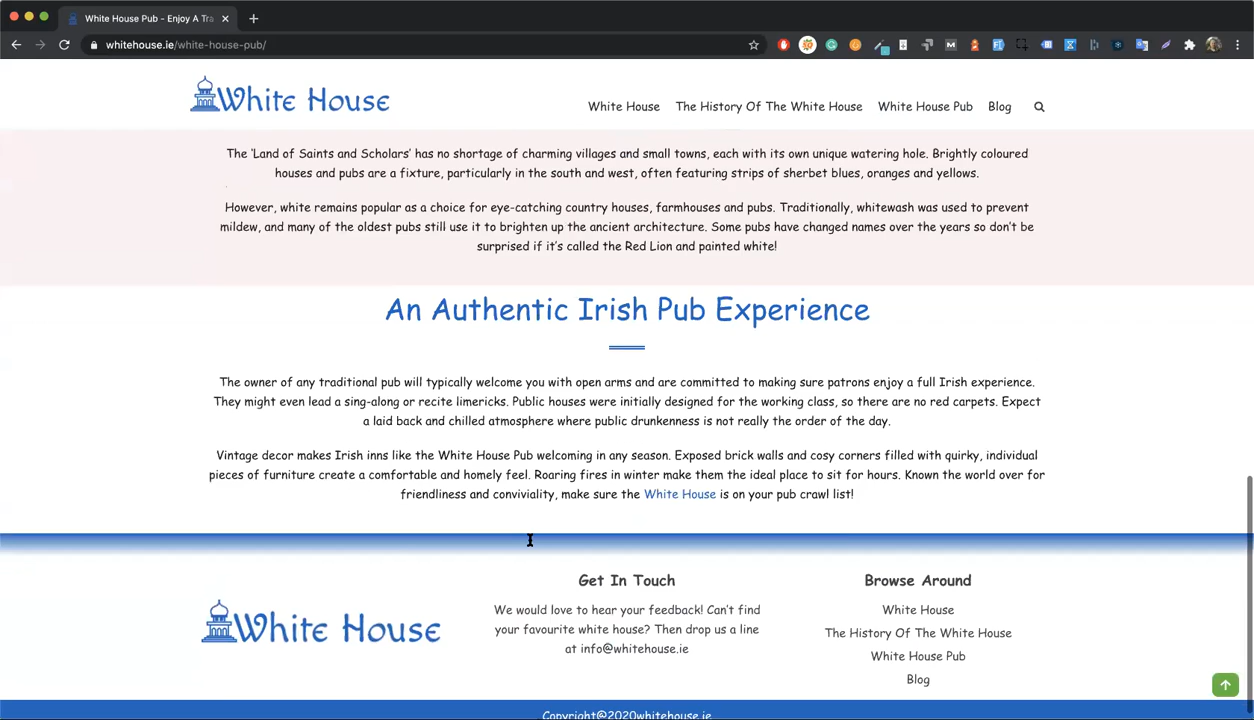 White House Pub - Enjoy A Tra
whitehouse.ie/white-house-pub/
White House
White House The History Of The White House White House Pub Blog
The 'Land of Saints and Scholars' has no shortage of charming villages and small towns, each with its own unique watering hole. Brightly coloured
houses and pubs are a fixture, particularly in the south and west, often featuring strips of sherbet blues, oranges and yellows.
However, white remains popular as a choice for eye-catching country houses, farmhouses and pubs. Traditionally, whitewash was used to prevent
mildew, and many of the oldest pubs still use it to brighten up the ancient architecture. Some pubs have changed names over the years so don't be
surprised if it's called the Red Lion and painted white!
An Authentic Irish Pub Experience
The owner of any traditional pub will typically welcome you with open arms and are committed to making sure patrons enjoy a full Irish experience.
They might even lead a sing-along or recite limericks. Public houses were initially designed for the working class, so there are no red carpets. Expect
a laid back and chilled atmosphere where public drunkenness is not really the order of the day.
Vintage decor makes Irish inns like the White House Pub welcoming in any season. Exposed brick walls and cosy corners filled with quirky, individual
pieces of furniture create a comfortable and homely feel. Roaring fires in winter make them the ideal place to sit for hours. Known the world over for
friendliness and conviviality, make sure the White House is on your pub crawl list!
White House
Get In Touch
We would love to hear your feedback! Can't find
your favourite white house? Then drop us a line
at info@whitehouse.ie
Browse Around
White House
The History Of The White House
White House Pub
Blog
Copyright@2020whitehouse.ie